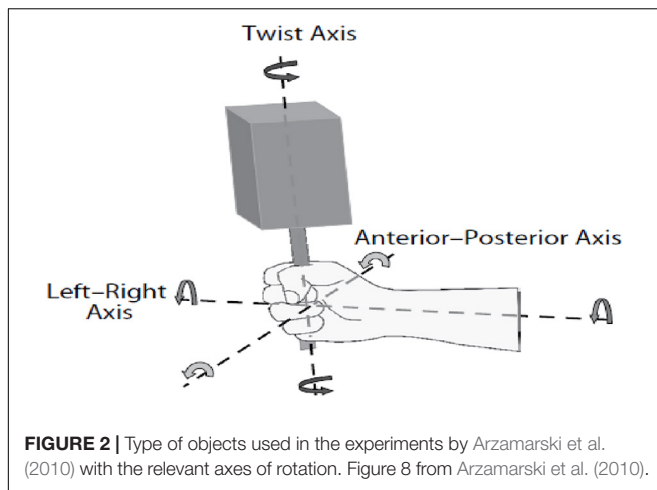 Twist Axis
Anterior–Posterior Axis
Left–Right
Axis
FIGURE 2 | Type of objects used in the experiments by Arzamarski et al.
(2010) with the relevant axes of rotation. Figure 8 from Arzamarski et al. (2010).